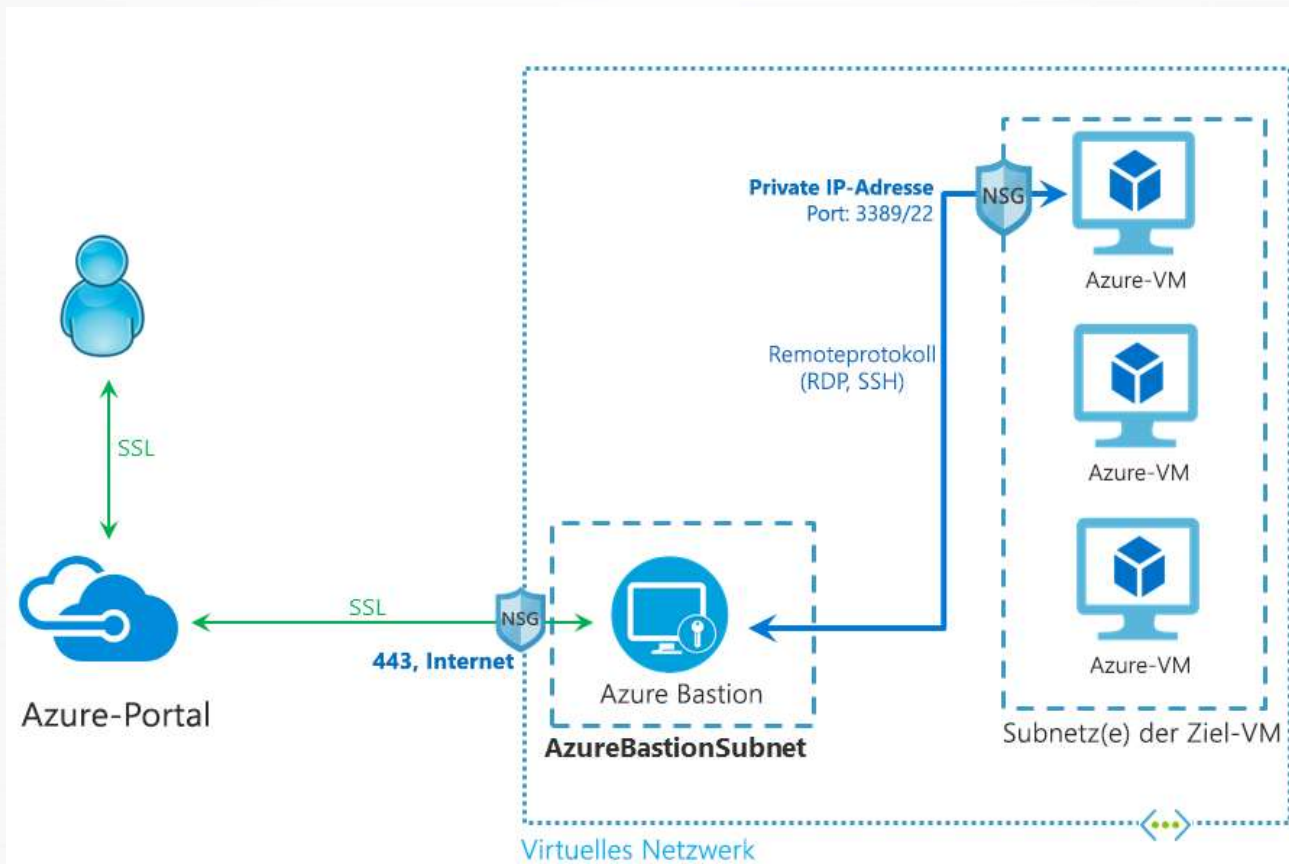 Private IP-Adresse
Port: 3389/22
NSG
Azure-VM
Remoteprotokoll
(RDP, SSH)
Azure-VM
SSL
SSL
NSG
443, Internet
Azure-Portal
Azure Bastion
AzureBastionSubnet
Azure-VM
Subnetz(e) der Ziel-VM
Virtuelles Netzwerk